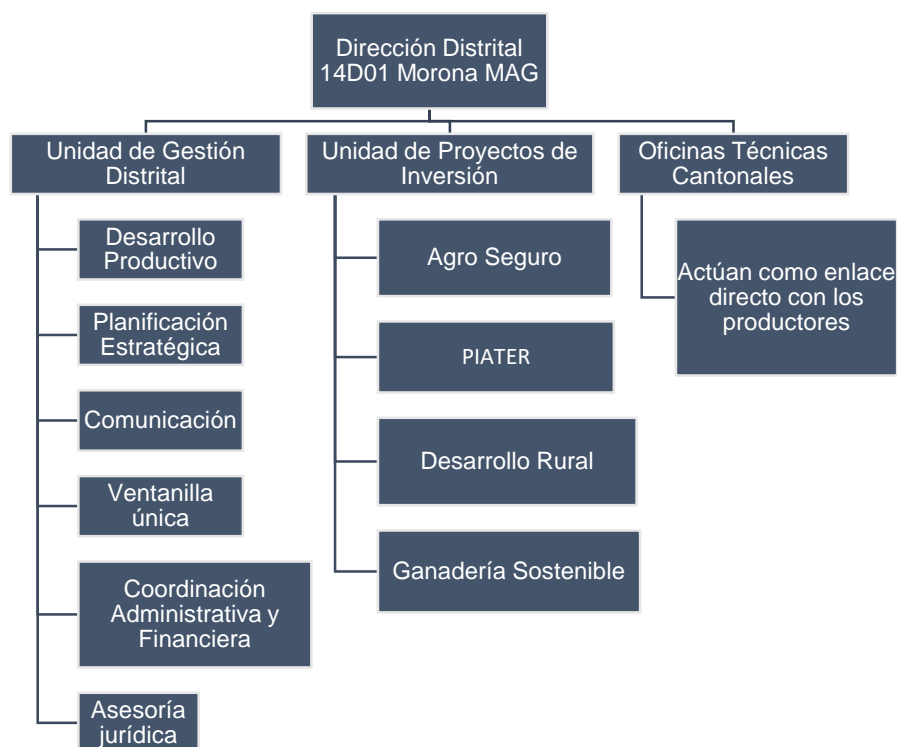 Dirección Distrital
14D01 Morona MAG
Unidad de Gestión
Distrital
Desarrollo
Productivo
Planificación
Estratégica
Comunicación
Ventanilla
única
Coordinación
Administrativa y
Financiera
Asesoría
jurídica
Unidad de Proyectos de
Inversión
Agro Seguro
PIATER
Desarrollo Rural
Ganadería Sostenible
Oficinas Técnicas
Cantonales
Actúan como enlace
directo con los
productores